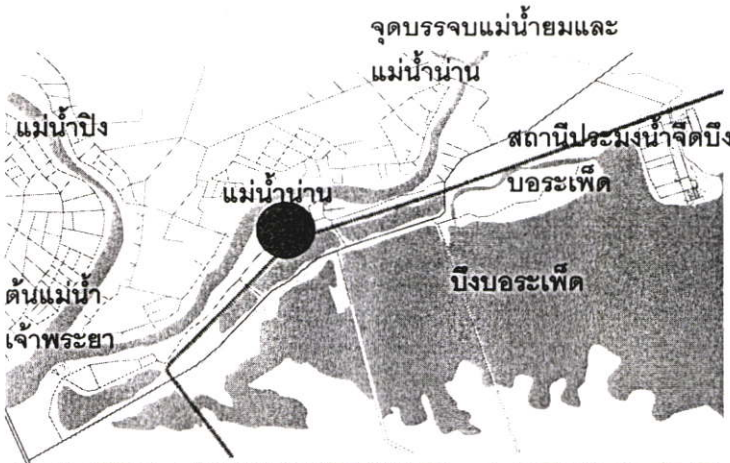 จุดบรรจบแม่น้ำยมและ
แม่น้ำน่าน
แม่น้ำปิง
สถานีประมงน้ำจืดบึง
บอระเพ็ด
แม่น้ำน่าน
บึงบอระเพ็ด
ต้นแม่น้ำ
เจ้าพระยา